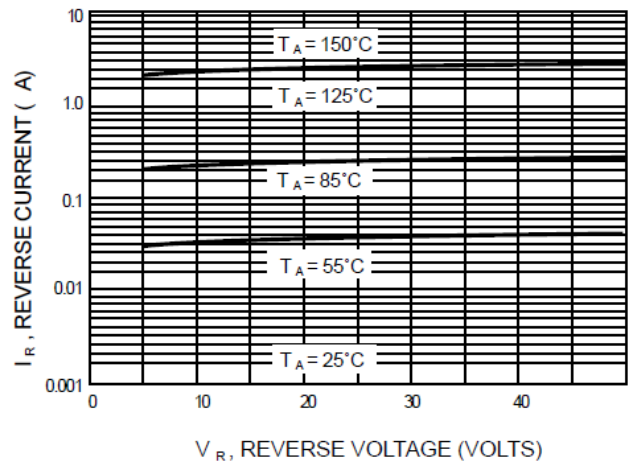 10
1.0
0.1
0.01
0.001
I R , REVERSE CURRENT ( A)
T A = 150°C
T A = 125°C
T A = 85°C
T A = 55°C
T A = 25°C
0 10 20 30 40
V R , REVERSE VOLTAGE (VOLTS)